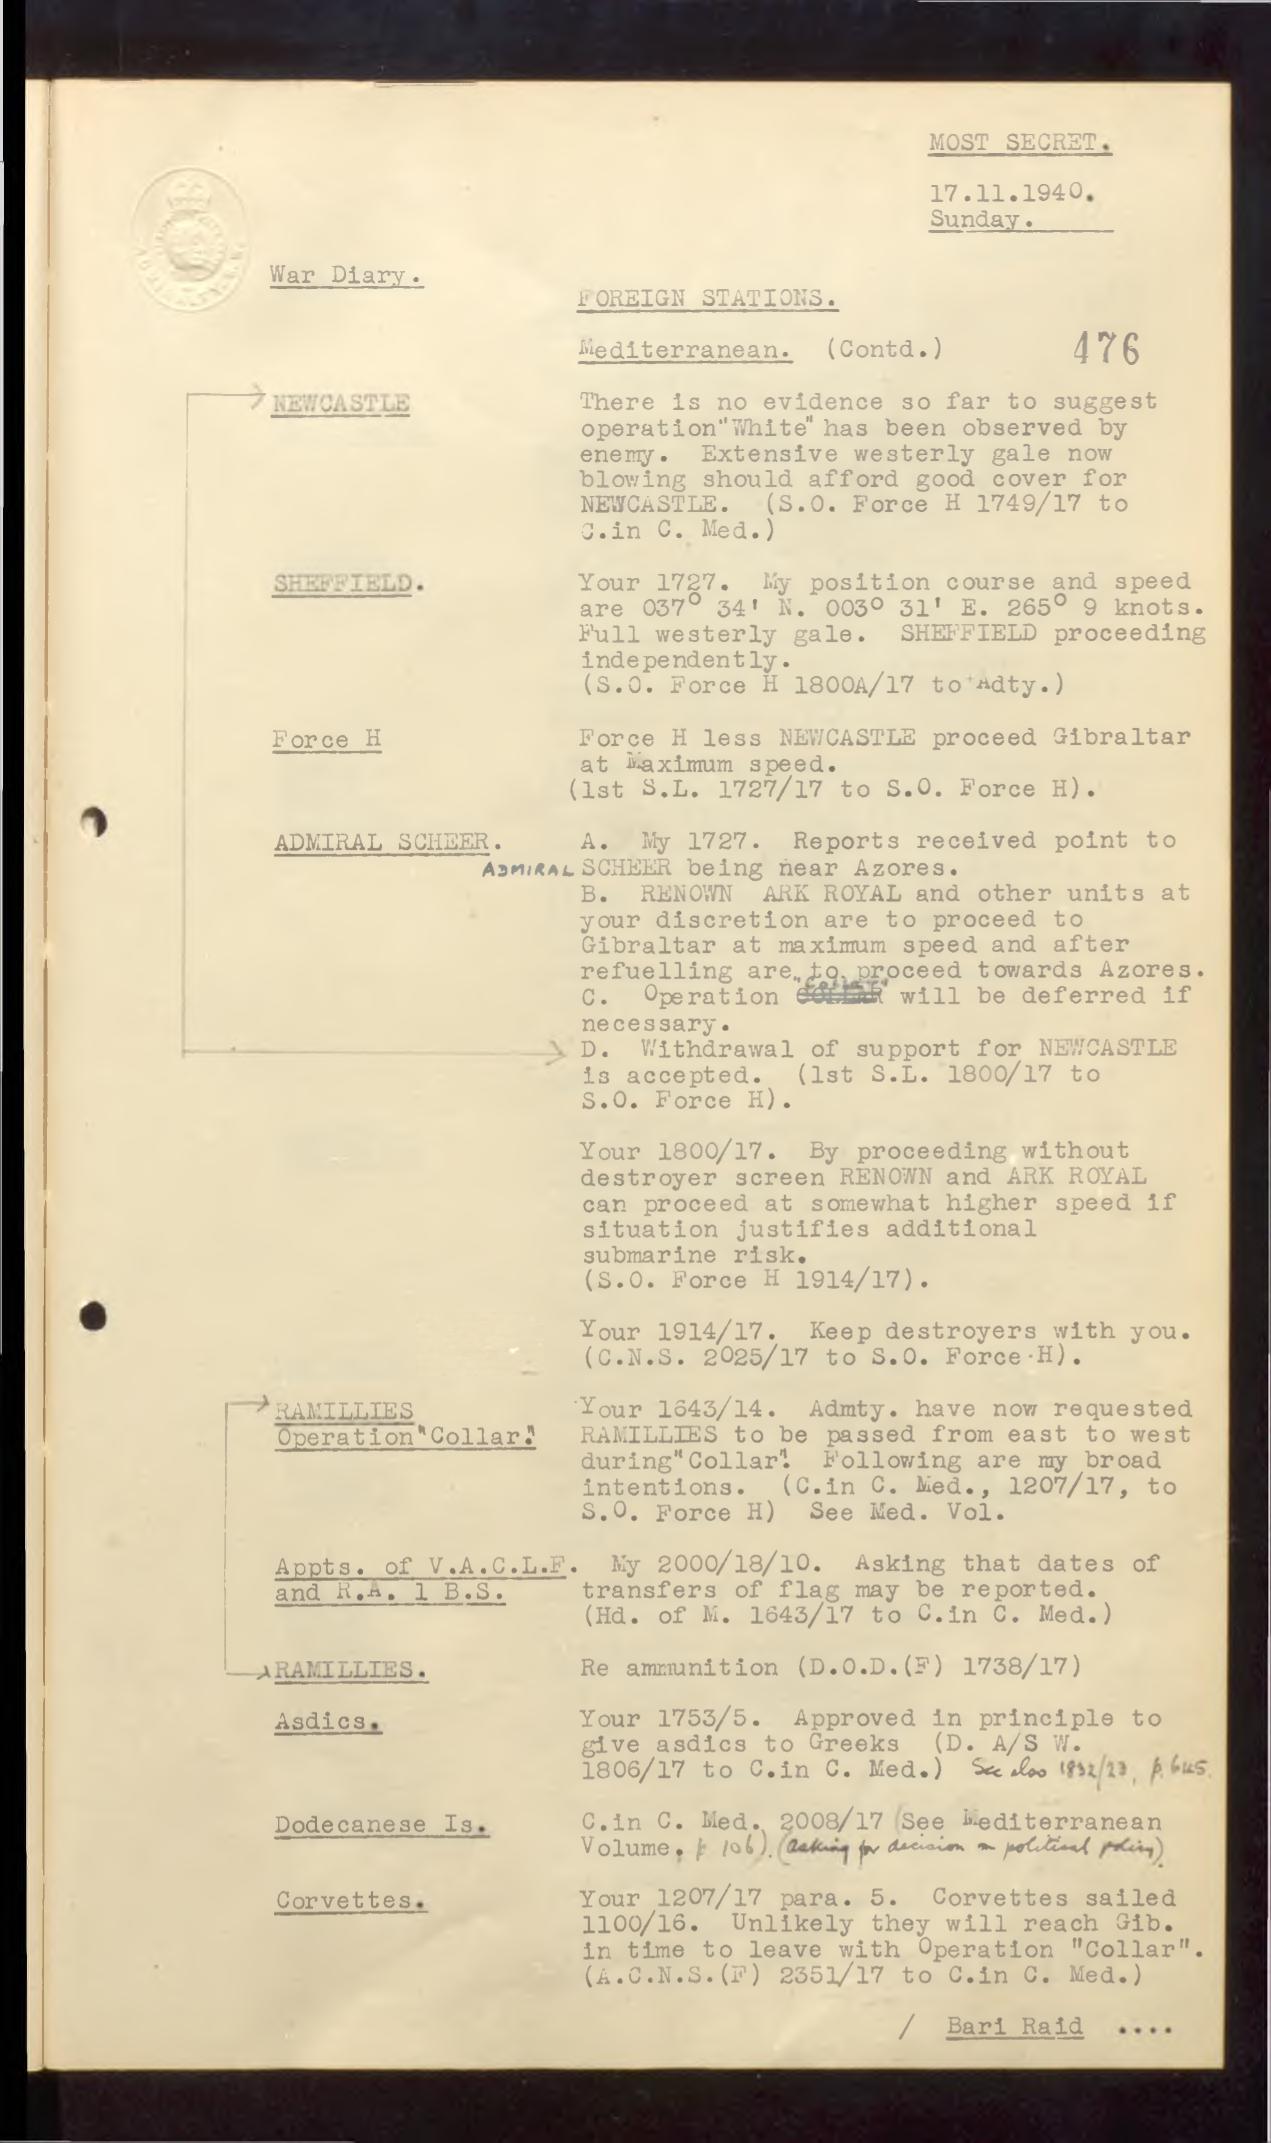 MOST SECRET.
17.11.1940.
Sunday.
War Diary.
FOREIGN STATIONS.
Mediterranean. (Contd.) 476
NEWCASTLE
There is no evidence so far to suggest
operation "White" has been observed by
enemy. Extensive westerly gale now
blowing should afford good cover for
NEWCASTLE. (S.O. Force H 1749/17 to
C.in C. Med.)
SHEFFIELD.
Your 1727. My position course and speed
are 037° 34' N. 003° 31' E. 265° 9 knots.
Full westerly gale. SHEFFIELD proceeding
independently.
(S.O. Force H 1800A/17 to Adty.)
Force H
Force H less NEWCASTLE proceed Gibraltar
at Maximum speed.
(1st S.L. 1727/17 to S.O. Force H).
ADMIRAL SCHEER.
A. My 1727. Reports received point to
ADMIRAL SCHEER being near Azores.
B. RENOWN ARK ROYAL and other units at
your discretion are to proceed to
Gibraltar at maximum speed and after
refuelling are to proceed towards Azores.
C. Operation "Collar" will be deferred if
necessary.
D. Withdrawal of support for NEWCASTLE
is accepted. (1st S.L. 1800/17 to
S.O. Force H).
Your 1800/17. By proceeding without
destroyer screen RENOWN and ARK ROYAL
can proceed at somewhat higher speed if
situation justifies additional
submarine risk.
(S.O. Force H 1914/17).
Your 1914/17. Keep destroyers with you.
(C.N.S. 2025/17 to S.O. Force H).
RAMILLIES
Operation "Collar."
Your 1643/14. Admty. have now requested
RAMILLIES to be passed from east to west
during "Collar". Following are my broad
intentions. (C.in C. Med., 1207/17, to
S.O. Force H) See Med. Vol.
Appts. of V.A.C.L.F.
and R.A. 1 B.S.
My 2000/18/10. Asking that dates of
transfers of flag may be reported.
(Hd. of M. 1643/17 to C.in C. Med.)
RAMILLIES.
Re ammunition (D.O.D.(F) 1738/17)
Asdics.
Your 1753/5. Approved in principle to
give asdics to Greeks (D. A/S W.
1806/17 to C.in C. Med.) See also 1832/23, p. 645.
Dodecanese Is.
C.in C. Med. 2008/17 (See Mediterranean
Volume. p 106). (asking for decision on political policy).
Corvettes.
Your 1207/17 para. 5. Corvettes sailed
1100/16. Unlikely they will reach Gib.
in time to leave with Operation "Collar".
(A.C.N.S.(F) 2351/17 to C.in C. Med.)
/ Bari Raid ....